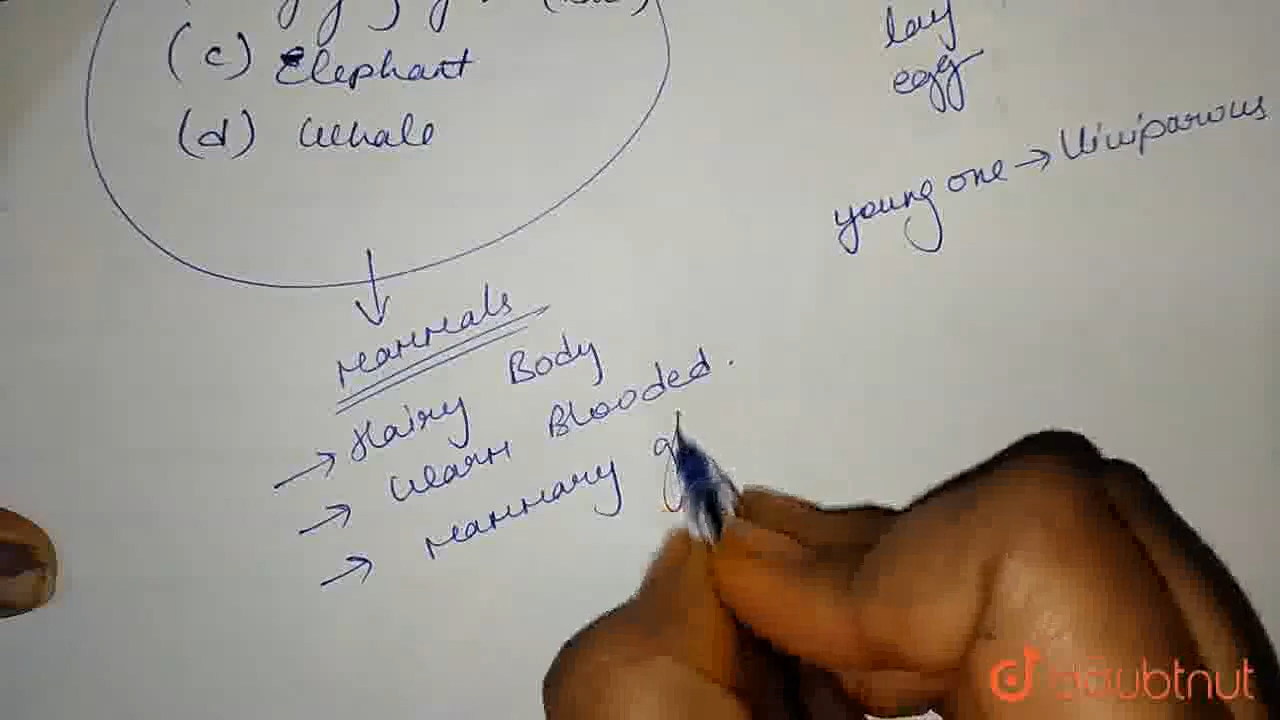 (c) Elephant
(d) Whale
lay
egg
young one → Viviparous
Mammals
→ Hairy Body
→ Warm Blooded.
→ Mammary g
doubtnut